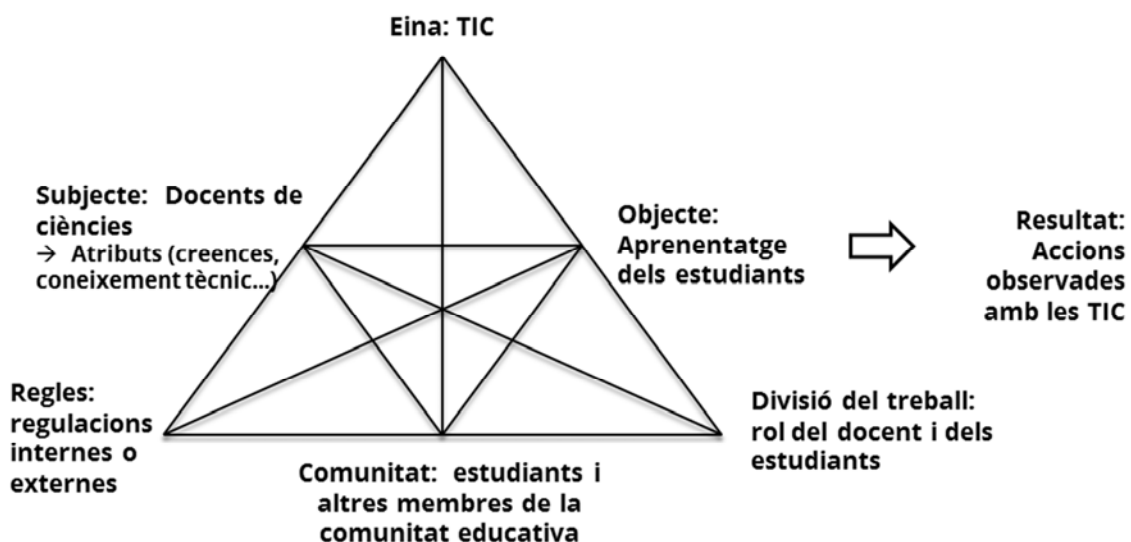 Eina: TIC
Subjecte: Docents de
ciències
→ Atributs (creences,
coneixement tècnic...)
Objecte:
Aprenentatge
dels estudiants
Resultat:
Accions
observades
amb les TIC
Regles:
regulacions
internes o
externes
Comunitat: estudiants i
altres membres de la
comunitat educativa
Divisió del treball:
rol del docent i dels
estudiants